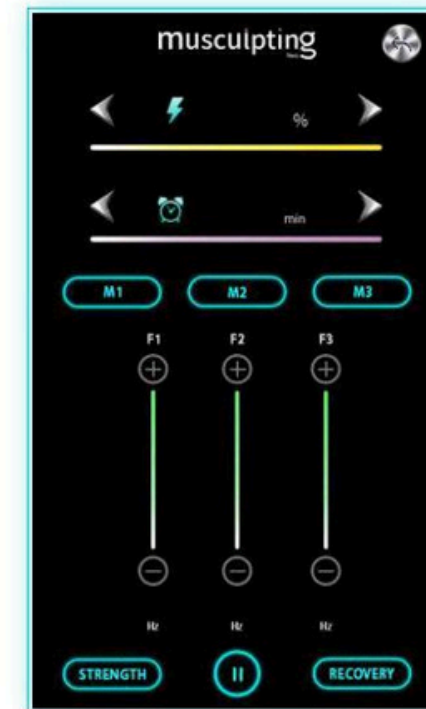 musculpting
%
min
M1 M2 M3
F1 F2 F3
Hz Hz Hz
STRENGTH RECOVERY